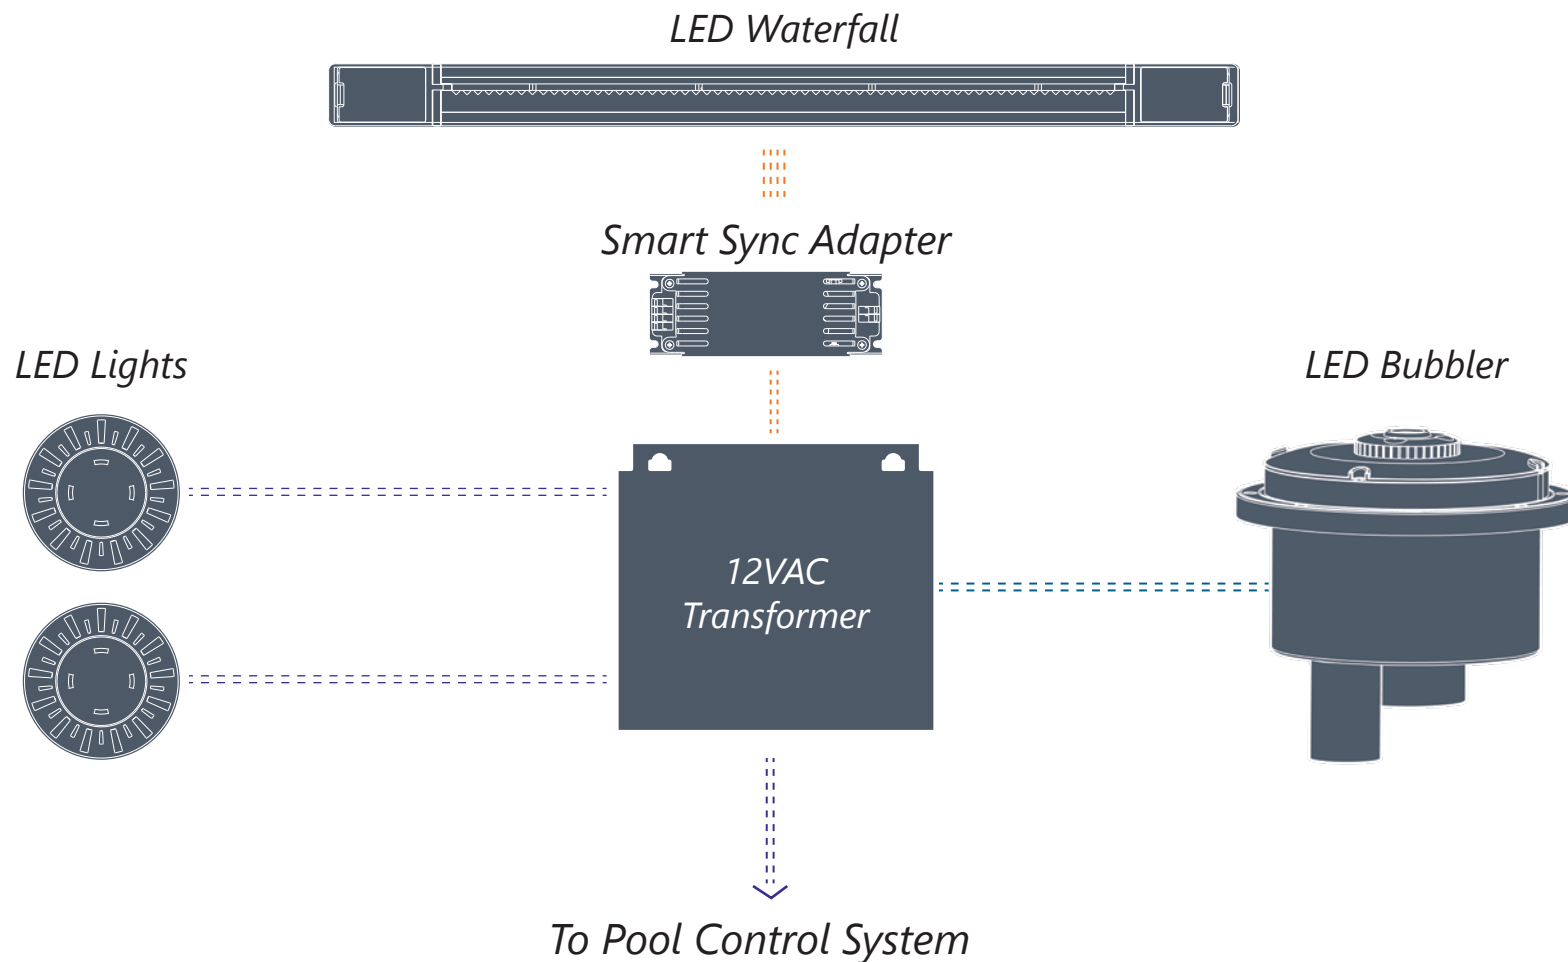 LED Waterfall
Smart Sync Adapter
LED Lights
LED Bubbler
12VAC
Transformer
To Pool Control System